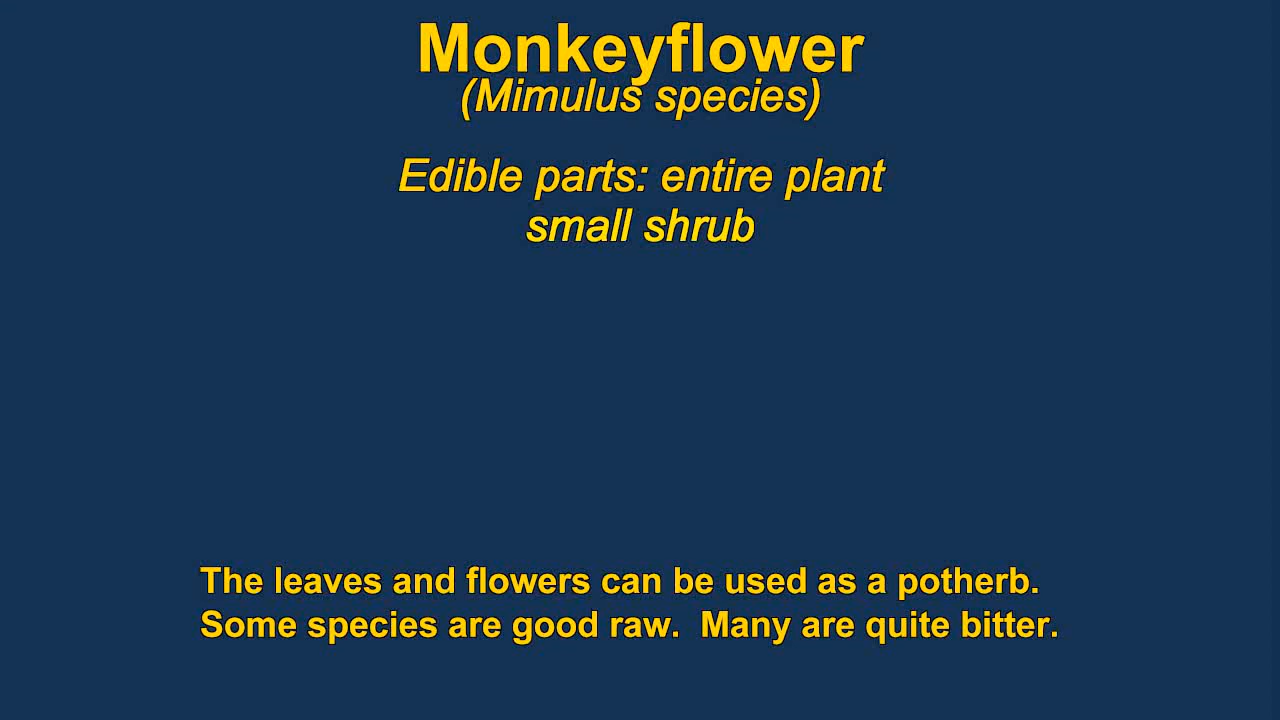 Monkeyflower
(Mimulus species)
Edible parts: entire plant
small shrub
The leaves and flowers can be used as a potherb.
Some species are good raw.  Many are quite bitter.